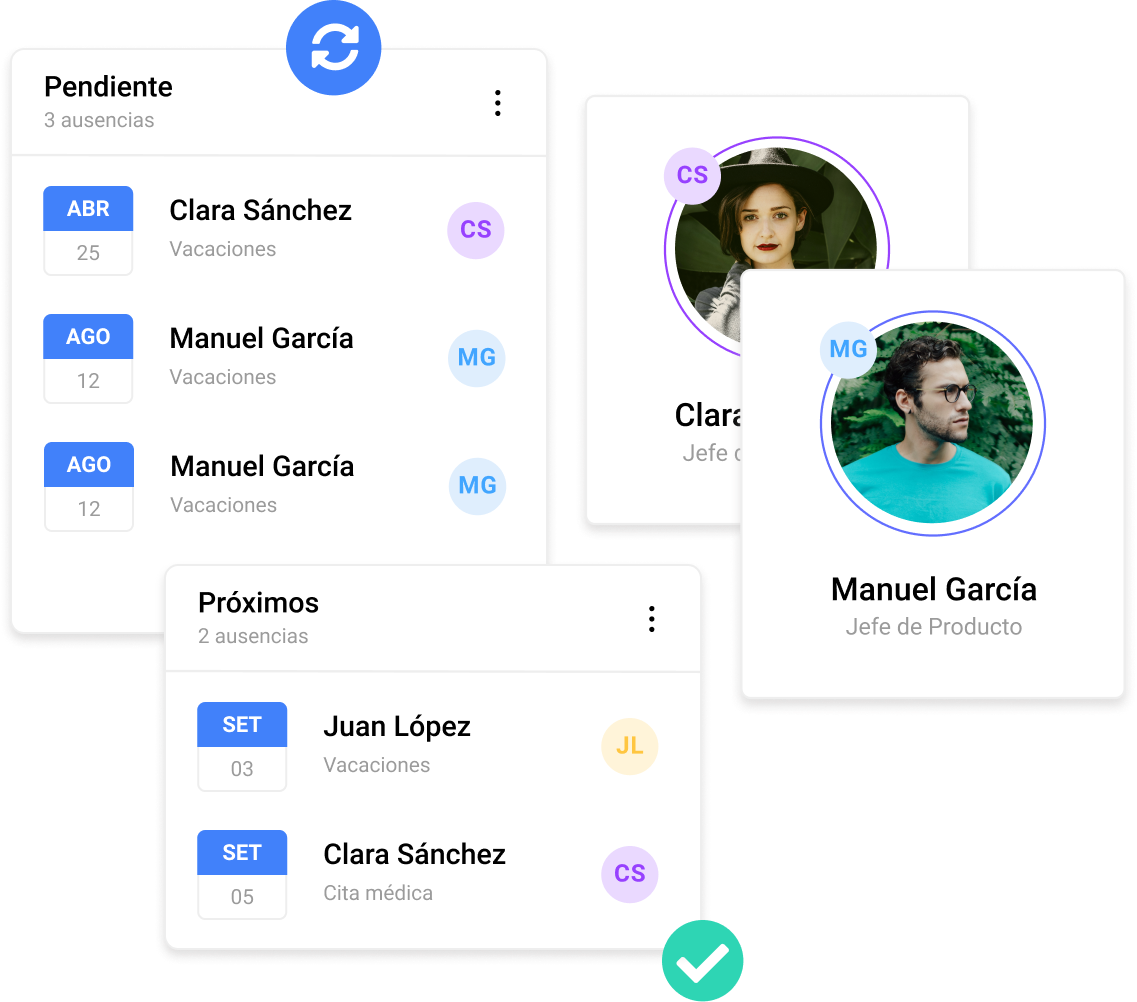 Pendiente
3 ausencias
ABR
25
Clara Sánchez
Vacaciones
CS
AGO
12
Manuel García
Vacaciones
MG
AGO
12
Manuel García
Vacaciones
MG
Próximos
2 ausencias
SET
03
Juan López
Vacaciones
JL
SET
05
Clara Sánchez
Cita médica
CS
CS
Clara
Jefe
MG
Manuel García
Jefe de Producto